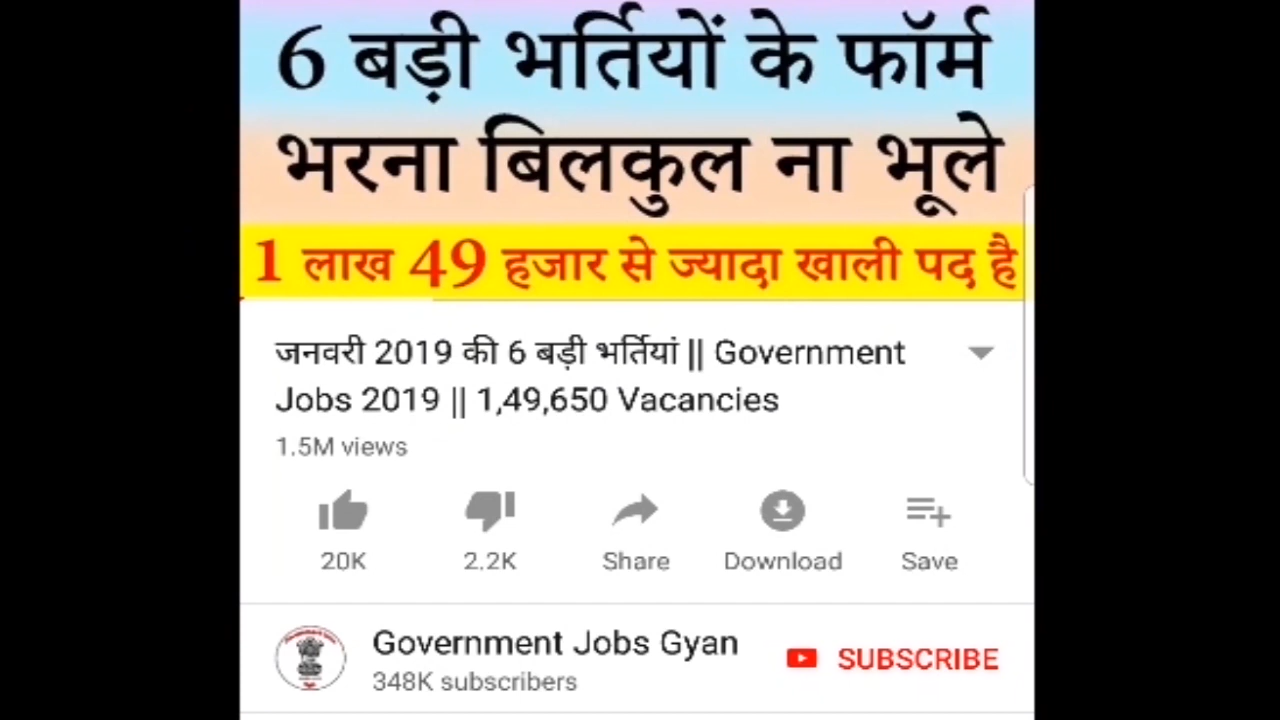 6 बड़ी भर्तियों के फॉर्म
भरना बिलकुल ना भूले
1 लाख 49 हजार से ज्यादा खाली पद है
जनवरी 2019 की 6 बड़ी भर्तियां || Government
Jobs 2019 || 1,49,650 Vacancies
1.5M views
20K 2.2K Share Download Save
Government Jobs Gyan
SUBSCRIBE
348K subscribers